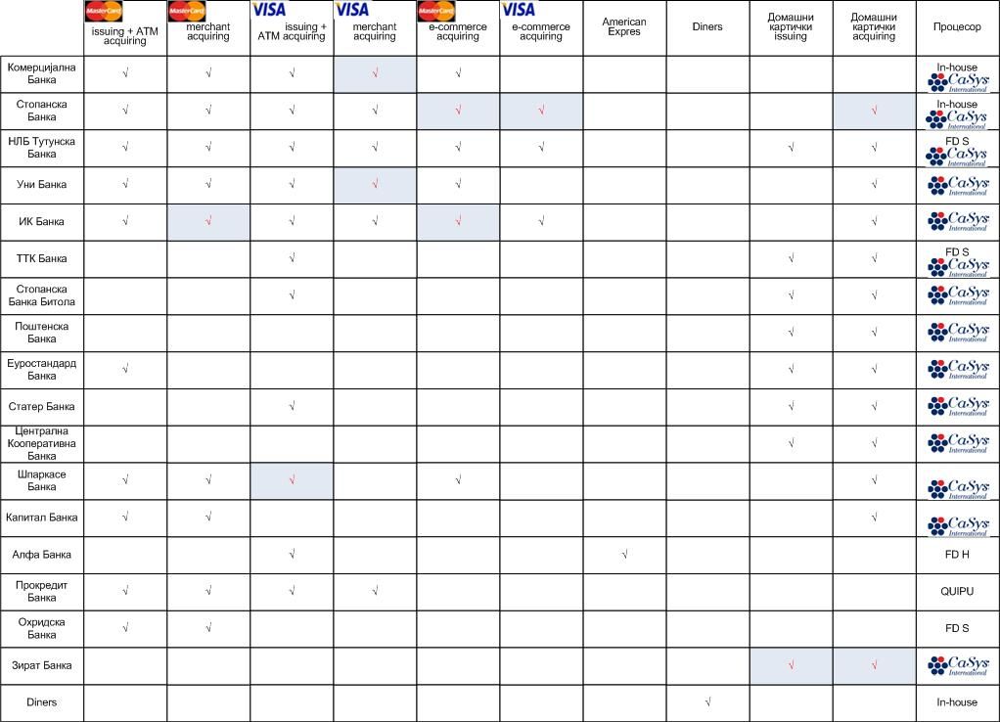 MasterCard MasterCard VISA VISA MasterCard VISA
issuing + ATM acquiring
merchant acquiring
issuing + ATM acquiring
merchant acquiring
e-commerce acquiring
e-commerce acquiring
American Expres
Diners
Домашни картички issuing
Домашни картички acquiring
Процесор
Комерцијална Банка √ √ √ √ √ In-house CaSys International
Стопанска Банка √ √ √ √ √ √ √ In-house CaSys International
НЛБ Тутунска Банка √ √ √ √ √ √ √ √ FD S CaSys International
Уни Банка √ √ √ √ √ √ CaSys International
ИК Банка √ √ √ √ √ √ √ CaSys International
ТТК Банка √ √ √ FD S CaSys International
Стопанска Банка Битола √ √ √ CaSys International
Поштенска Банка √ √ CaSys International
Еуростандард Банка √ √ √ CaSys International
Статер Банка √ √ √ CaSys International
Централна Кооперативна Банка √ √ CaSys International
Шпаркасе Банка √ √ √ √ √ CaSys International
Капитал Банка √ √ √ CaSys International
Алфа Банка √ √ FD H
Прокредит Банка √ √ √ √ QUIPU
Охридска Банка √ √ FD S
Зират Банка √ √ CaSys International
Diners √ In-house